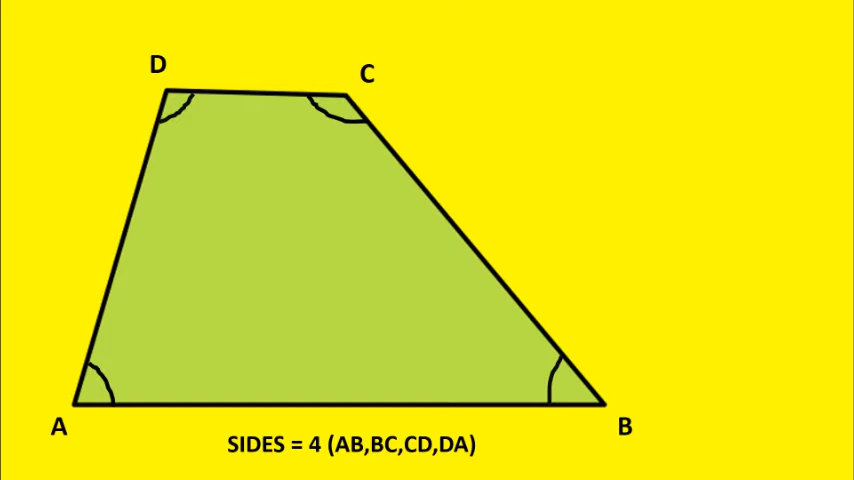 D
C
A
B
SIDES = 4 (AB,BC,CD,DA)